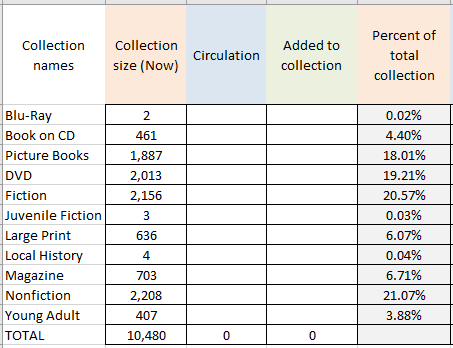 Collection names Collection size (Now) Circulation Added to collection Percent of total collection
Blu-Ray 2 0.02%
Book on CD 461 4.40%
Picture Books 1,887 18.01%
DVD 2,013 19.21%
Fiction 2,156 20.57%
Juvenile Fiction 3 0.03%
Large Print 636 6.07%
Local History 4 0.04%
Magazine 703 6.71%
Nonfiction 2,208 21.07%
Young Adult 407 3.88%
TOTAL 10,480 0 0